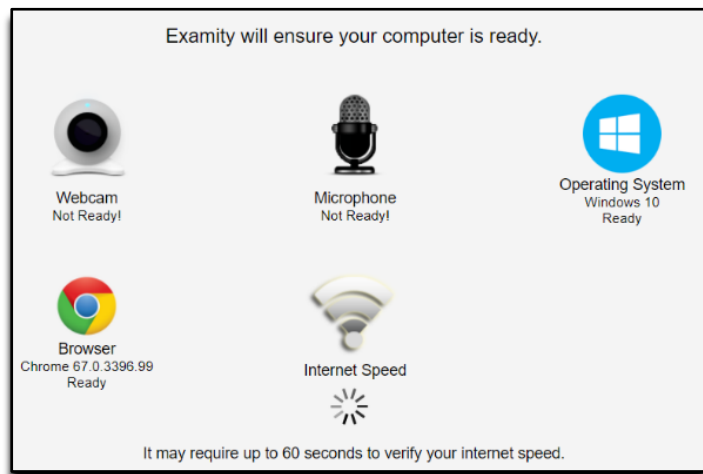 Examity will ensure your computer is ready.
Webcam
Not Ready!
Microphone
Not Ready!
Operating System
Windows 10
Ready
Browser
Chrome 67.0.3396.99
Ready
Internet Speed
It may require up to 60 seconds to verify your internet speed.